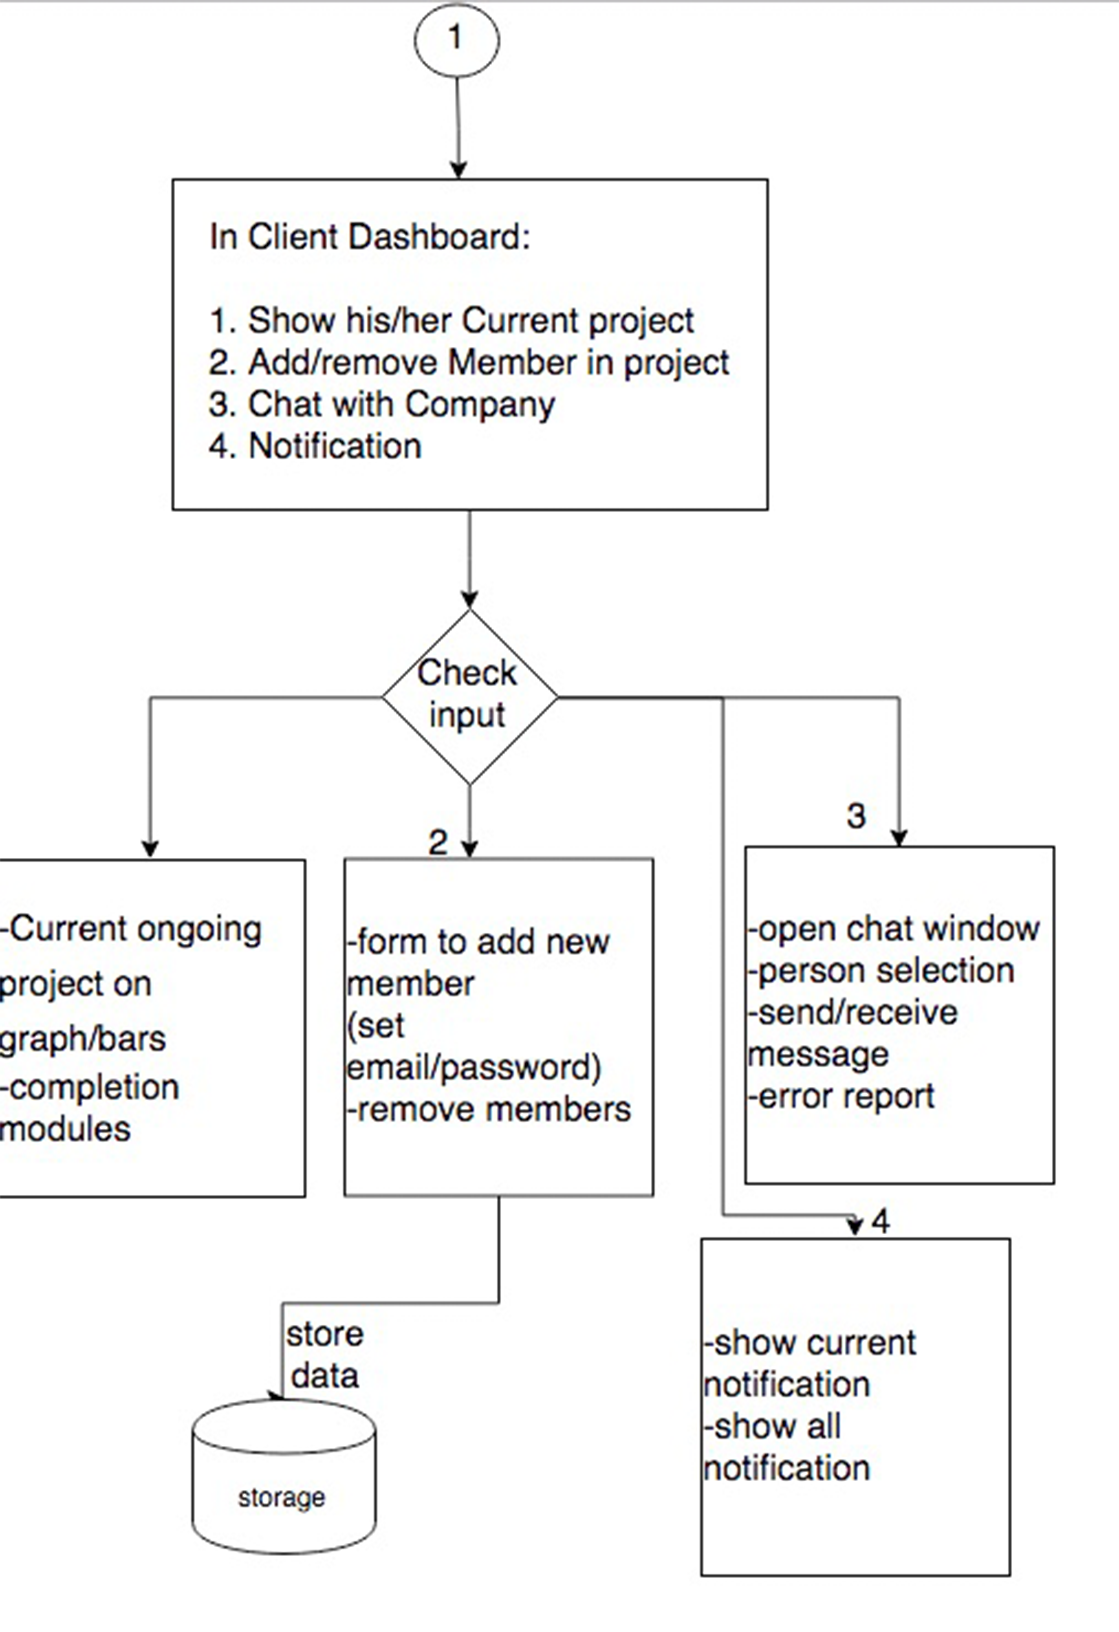 1
In Client Dashboard:
1. Show his/her Current project
2. Add/remove Member in project
3. Chat with Company
4. Notification
Check
input
-Current ongoing
project on
graph/bars
-completion
modules
2
-form to add new
member
(set
email/password)
-remove members
3
-open chat window
-person selection
-send/receive
message
-error report
4
-show current
notification
-show all
notification
store
data
storage